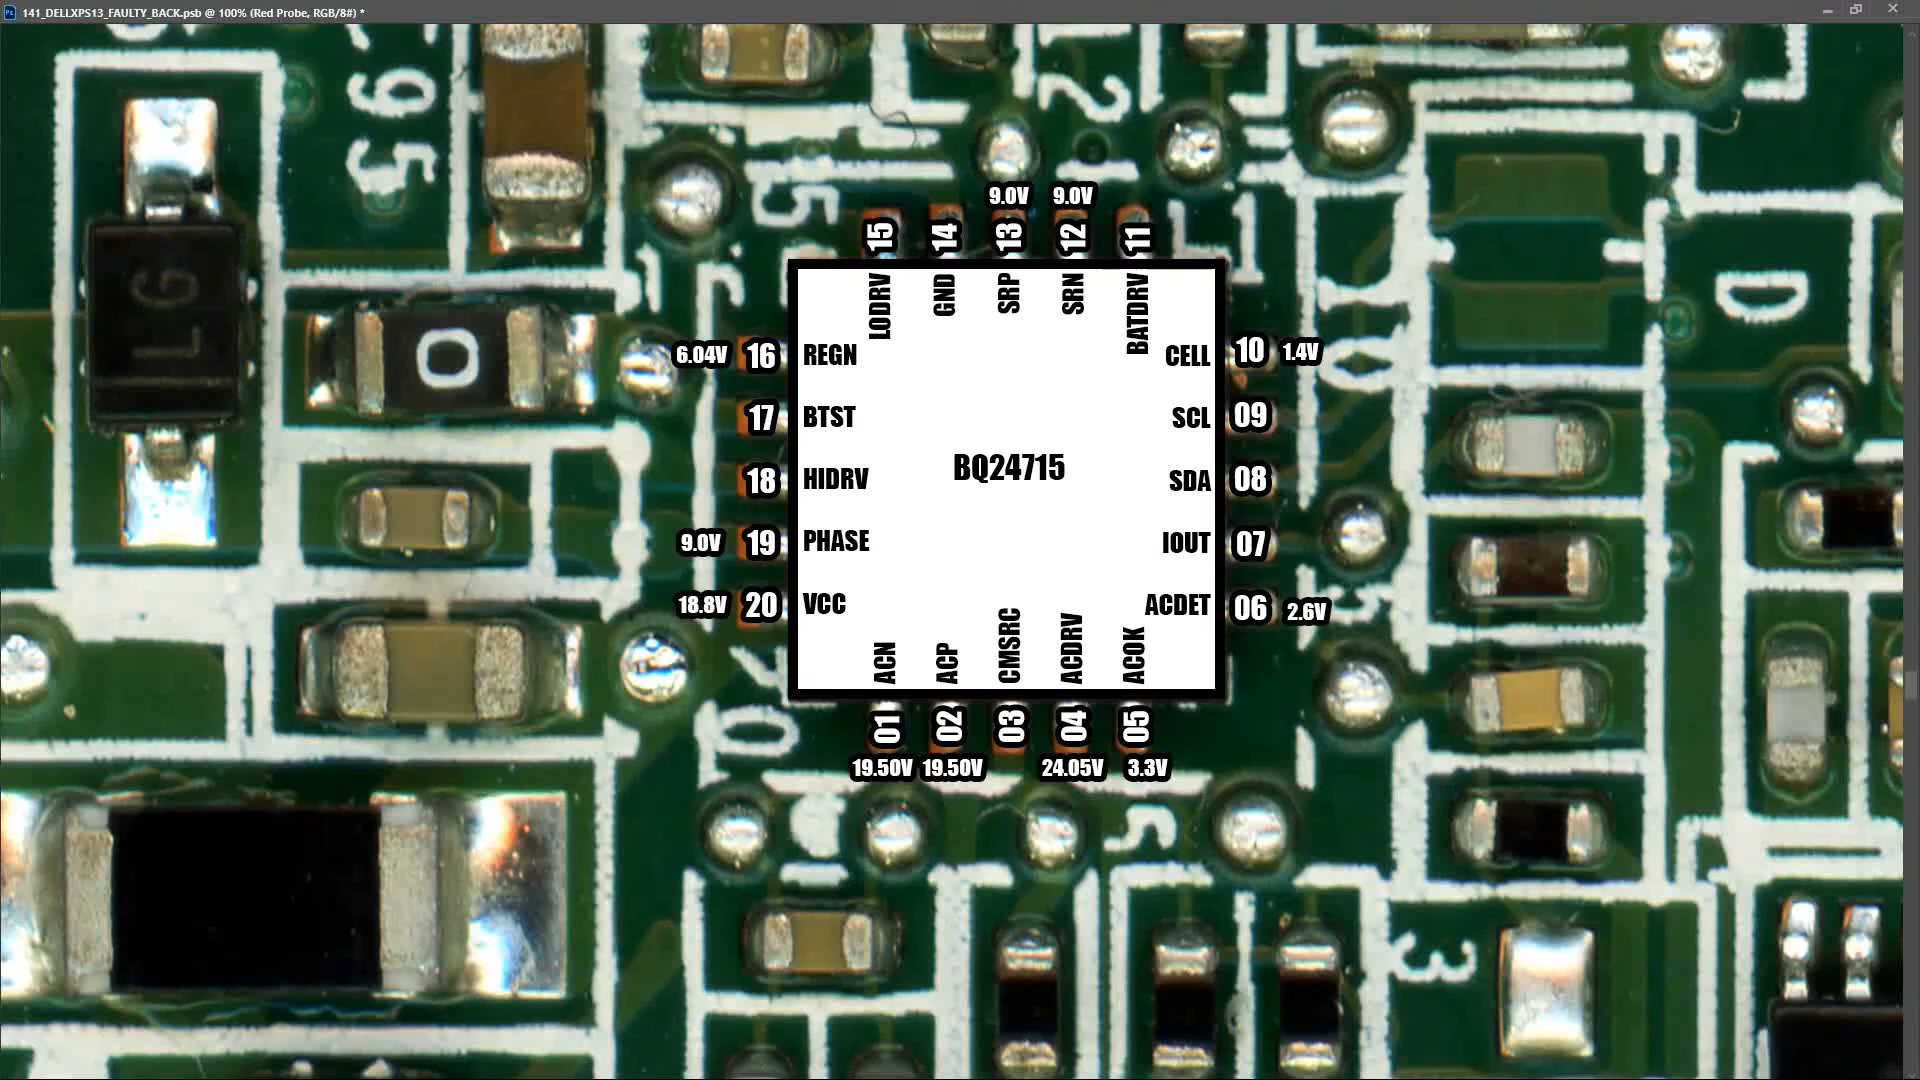 141_DELLXPS13_FAULTY_BACK.psb @ 100% (Red Probe, RGB/8#) *
9.0V 9.0V
15 14 13 12 11
LODRV GND SRP SRN BATDRV
6.04V 16 REGN
CELL 10 1.4V
17 BTST
SCL 09
BQ24715
18 HIDRV
SDA 08
9.0V 19 PHASE
IOUT 07
18.8V 20 VCC
ACDET 06 2.6V
ACN ACP CMSRC ACDRV ACOK
01 02 03 04 05
19.50V 19.50V 24.05V 3.3V
0
LG
D
3